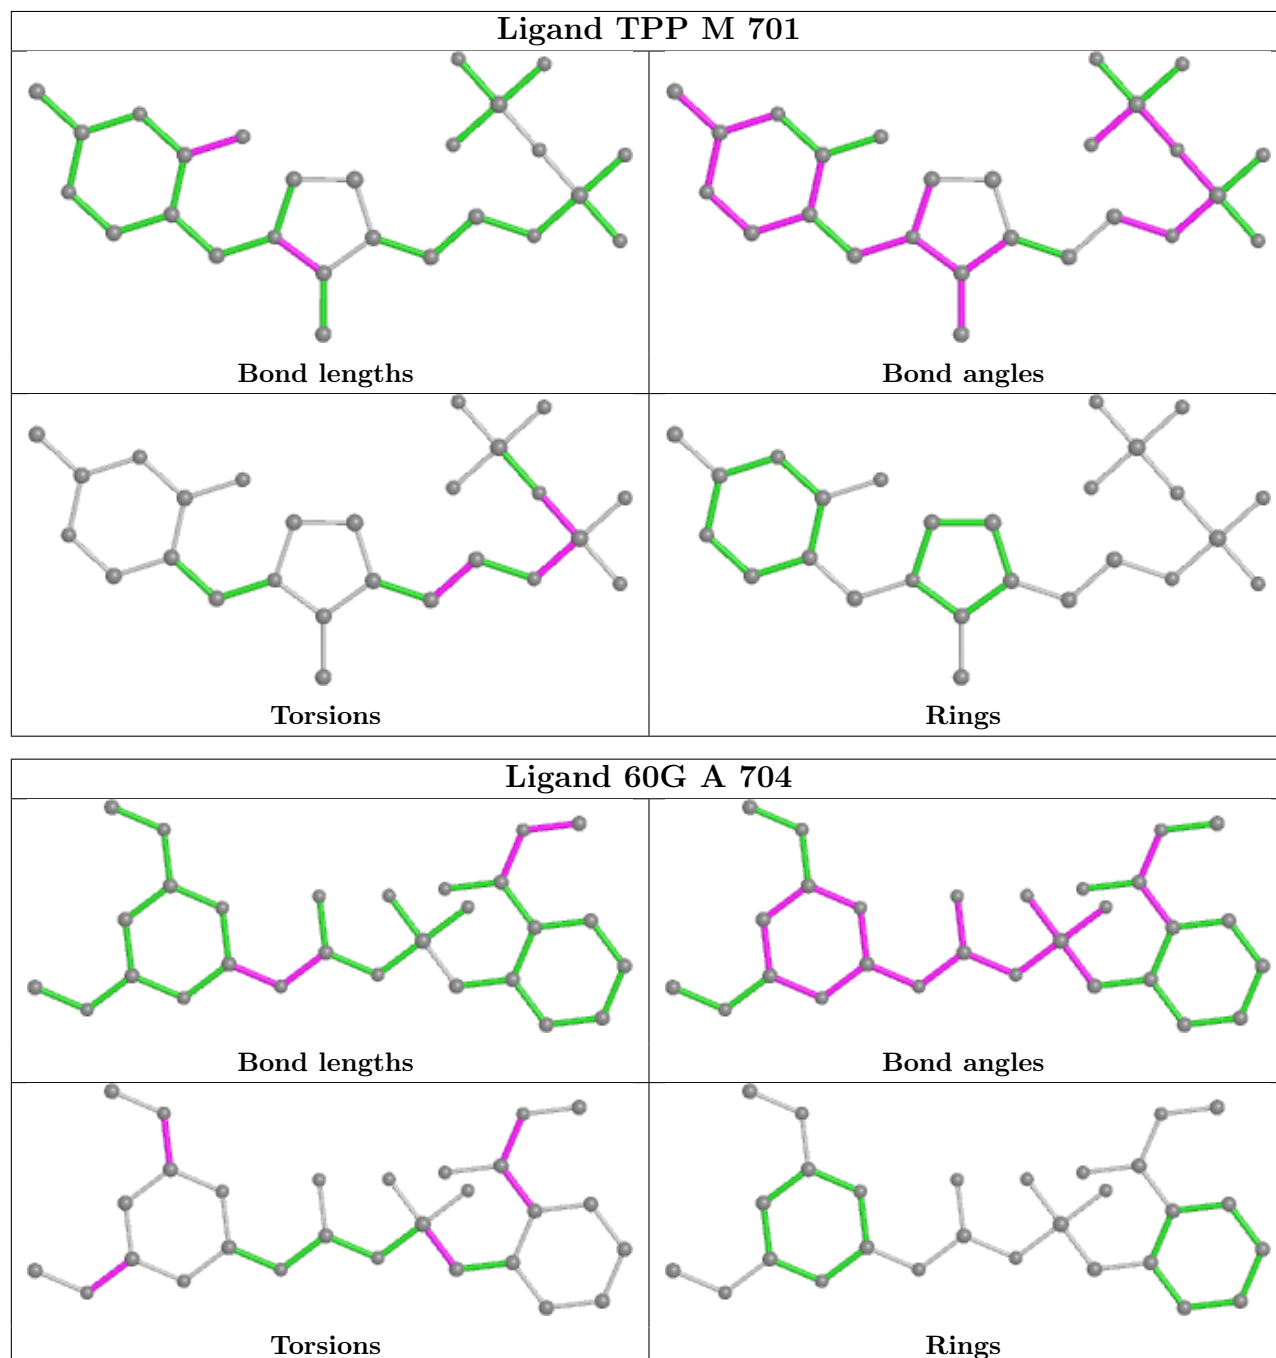 Ligand TPP M 701
Bond lengths
Bond angles
Torsions
Rings
Ligand 60G A 704
Bond lengths
Bond angles
Torsions
Rings